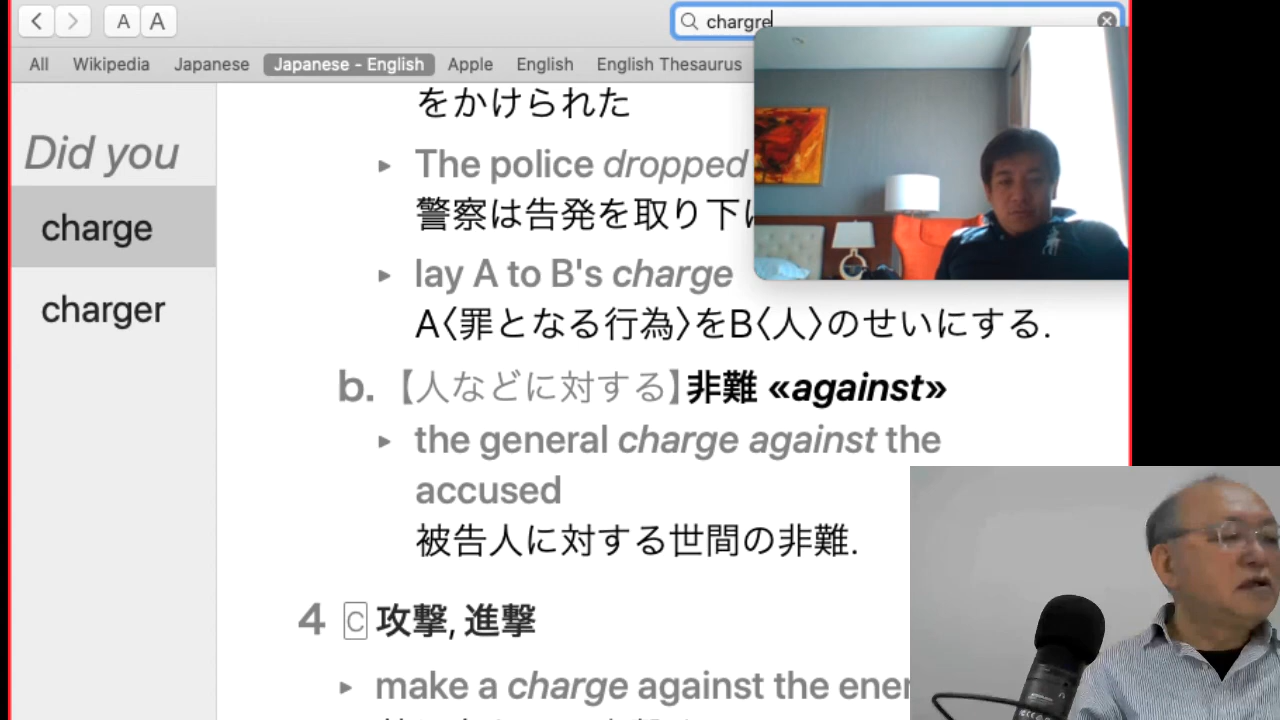 A A
chargre
All Wikipedia Japanese Japanese - English Apple English English Thesaurus
Did you
charge
charger
をかけられた
▸ The police dropped
警察は告発を取り下
▸ lay A to B's charge
A〈罪となる行為〉をB〈人〉のせいにする.
b. 【人などに対する】非難 «against»
▸ the general charge against the
accused
被告人に対する世間の非難.
4 C 攻撃, 進撃
▸ make a charge against the ener